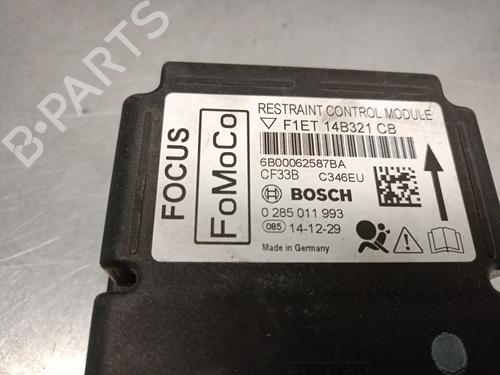 B-PARTS
FOCUS
FoMoCo
RESTRAINT CONTROL MODULE
F1ET 14B321 CB
6B00062587BA
CF33B C346EU
BOSCH
0 285 011 993
085 14-12-29
Made in Germany